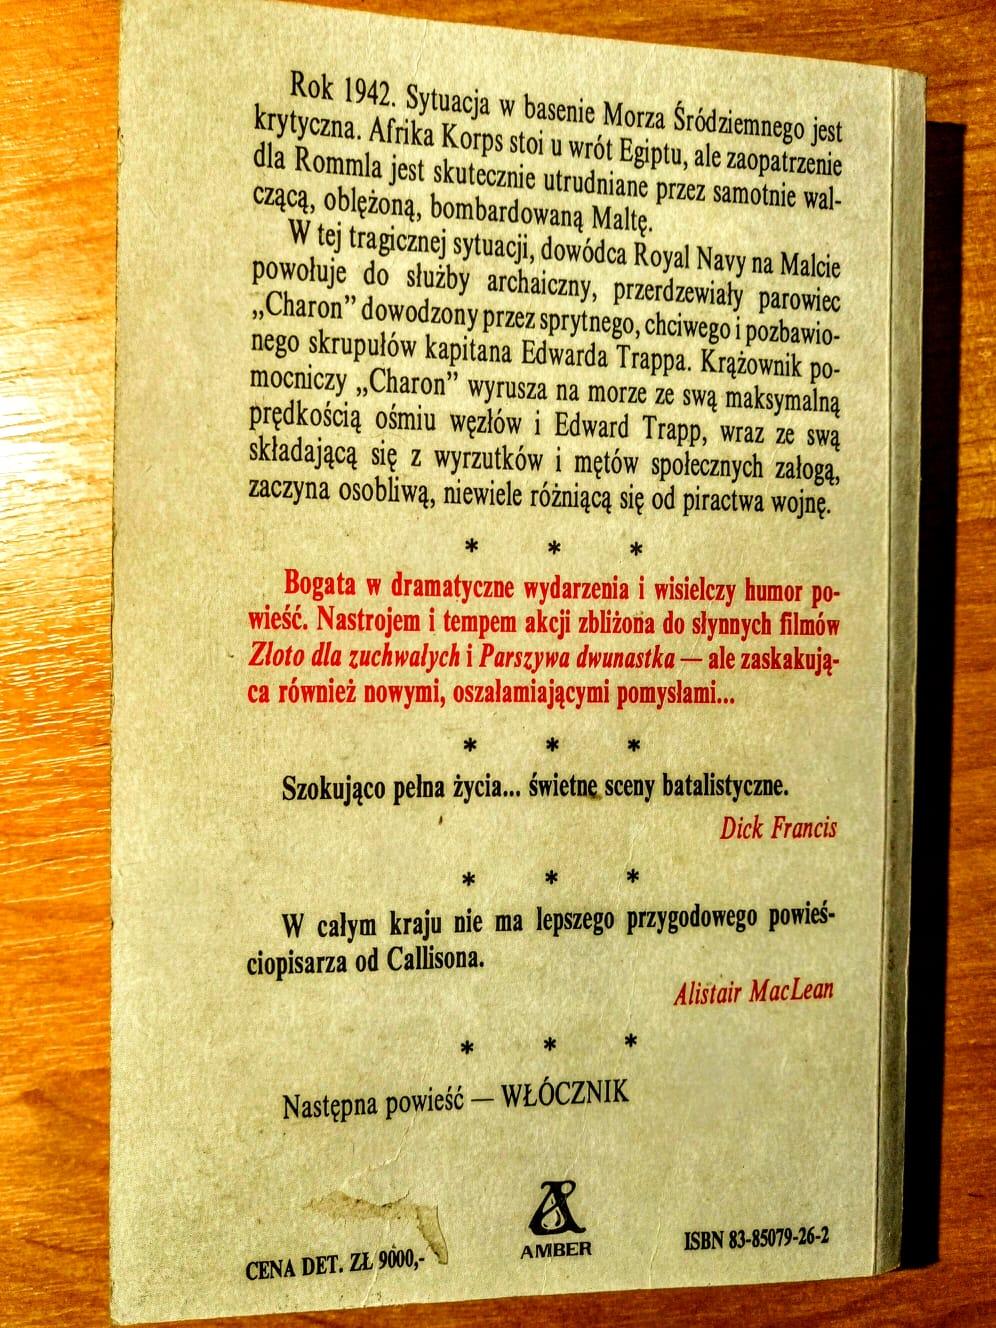 Rok 1942. Sytuacja w basenie Morza Śródziemnego jest
krytyczna. Afrika Korps stoi u wrót Egiptu, ale zaopatrzenie
dla Rommla jest skutecznie utrudniane przez samotnie wal-
czącą, oblężoną, bombardowaną Maltę.
W tej tragicznej sytuacji, dowódca Royal Navy na Malcie
powołuje do służby archaiczny, przerdzewiały parowiec
„Charon” dowodzony przez sprytnego, chciwego i pozbawio-
nego skrupułów kapitana Edwarda Trappa. Krążownik po-
mocniczy „Charon” wyrusza na morze ze swą maksymalną
prędkością ośmiu węzłów i Edward Trapp, wraz ze swą
składającą się z wyrzutków i mętów społecznych załogą,
zaczyna osobliwą, niewiele różniącą się od piractwa wojnę.
* * *
Bogata w dramatyczne wydarzenia i wisielczy humor po-
wieść. Nastrojem i tempem akcji zbliżona do słynnych filmów
Złoto dla zuchwałych i Parszywa dwunastka — ale zaskakują-
ca również nowymi, oszałamiającymi pomysłami...
* * *
Szokująco pełna życia... świetne sceny batalistyczne.
Dick Francis
* * *
W całym kraju nie ma lepszego przygodowego powieś-
ciopisarza od Callisona.
Alistair MacLean
* * *
Następna powieść — WŁÓCZNIK
AMBER
CENA DET. ZŁ 9000,-
ISBN 83-85079-26-2